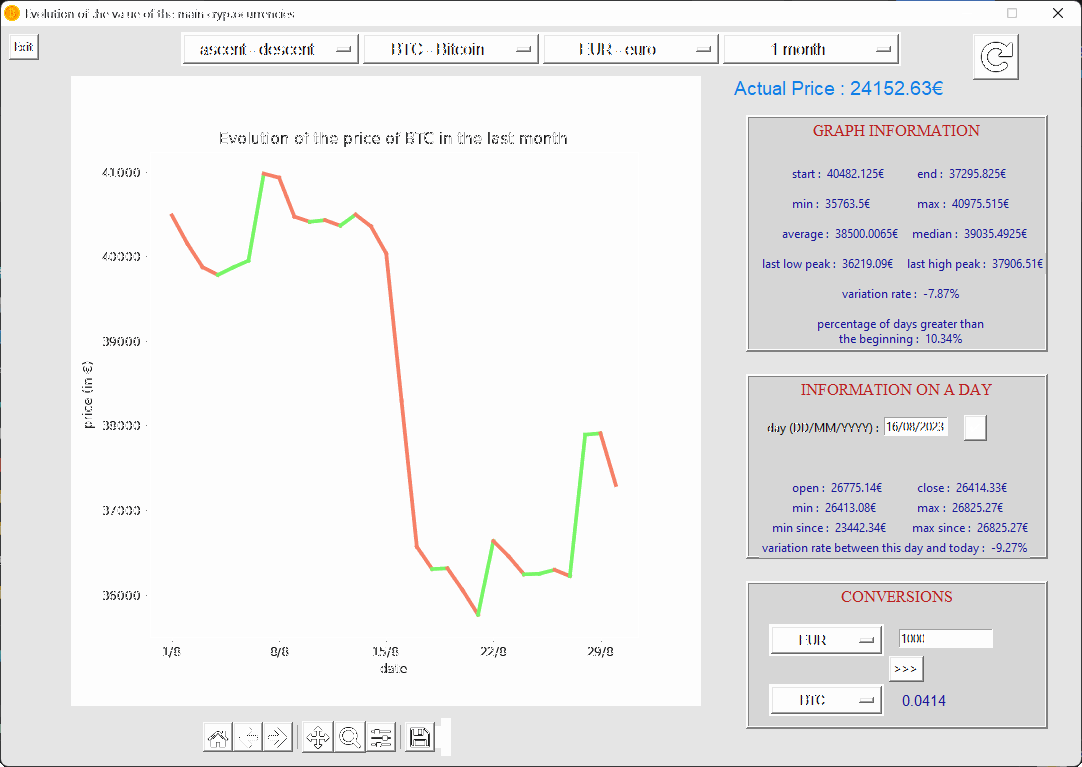 Evolution of the value of the main cryptocurrencies
Exit
ascent - descent
BTC - Bitcoin
EUR - euro
1 month
Actual Price : 24152.63€
Evolution of the price of BTC in the last month
41000
40000
39000
38000
37000
36000
price (in €)
1/8
8/8
15/8
22/8
29/8
date
GRAPH INFORMATION
start : 40482.125€ end : 37295.825€
min : 35763.5€ max : 40975.515€
average : 38500.0065€ median : 39035.4925€
last low peak : 36219.09€ last high peak : 37906.51€
variation rate : -7.87%
percentage of days greater than
the beginning : 10.34%
INFORMATION ON A DAY
day (DD/MM/YYYY) : 16/08/2023
open : 26775.14€ close : 26414.33€
min : 26413.08€ max : 26825.27€
min since : 23442.34€ max since : 26825.27€
variation rate between this day and today : -9.27%
CONVERSIONS
EUR 1000
>>>
BTC 0.0414